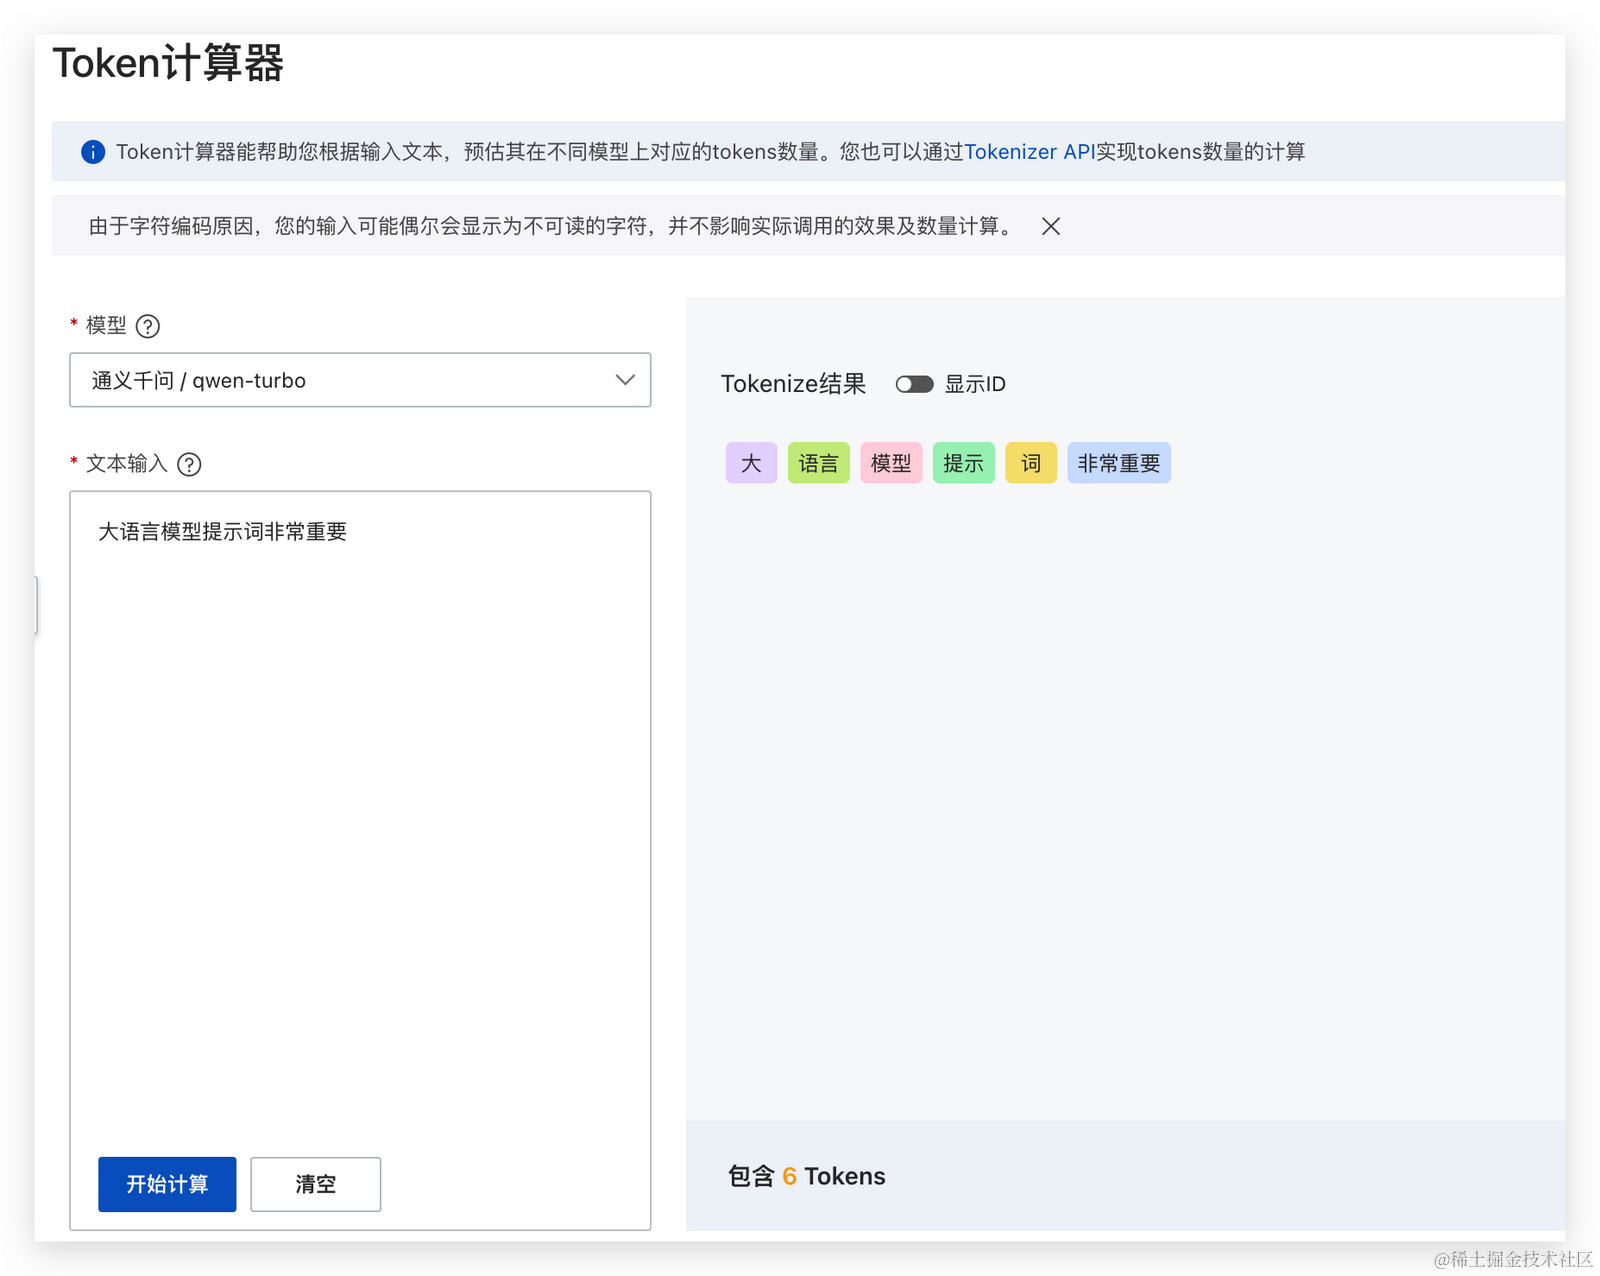 Token计算器
Token计算器能帮助您根据输入文本，预估其在不同模型上对应的tokens数量。您也可以通过Tokenizer API实现tokens数量的计算
由于字符编码原因，您的输入可能偶尔会显示为不可读的字符，并不影响实际调用的效果及数量计算。
* 模型
通义千问 / qwen-turbo
* 文本输入
大语言模型提示词非常重要
开始计算 清空
Tokenize结果 显示ID
大 语言 模型 提示 词 非常重要
包含 6 Tokens
@稀土掘金技术社区